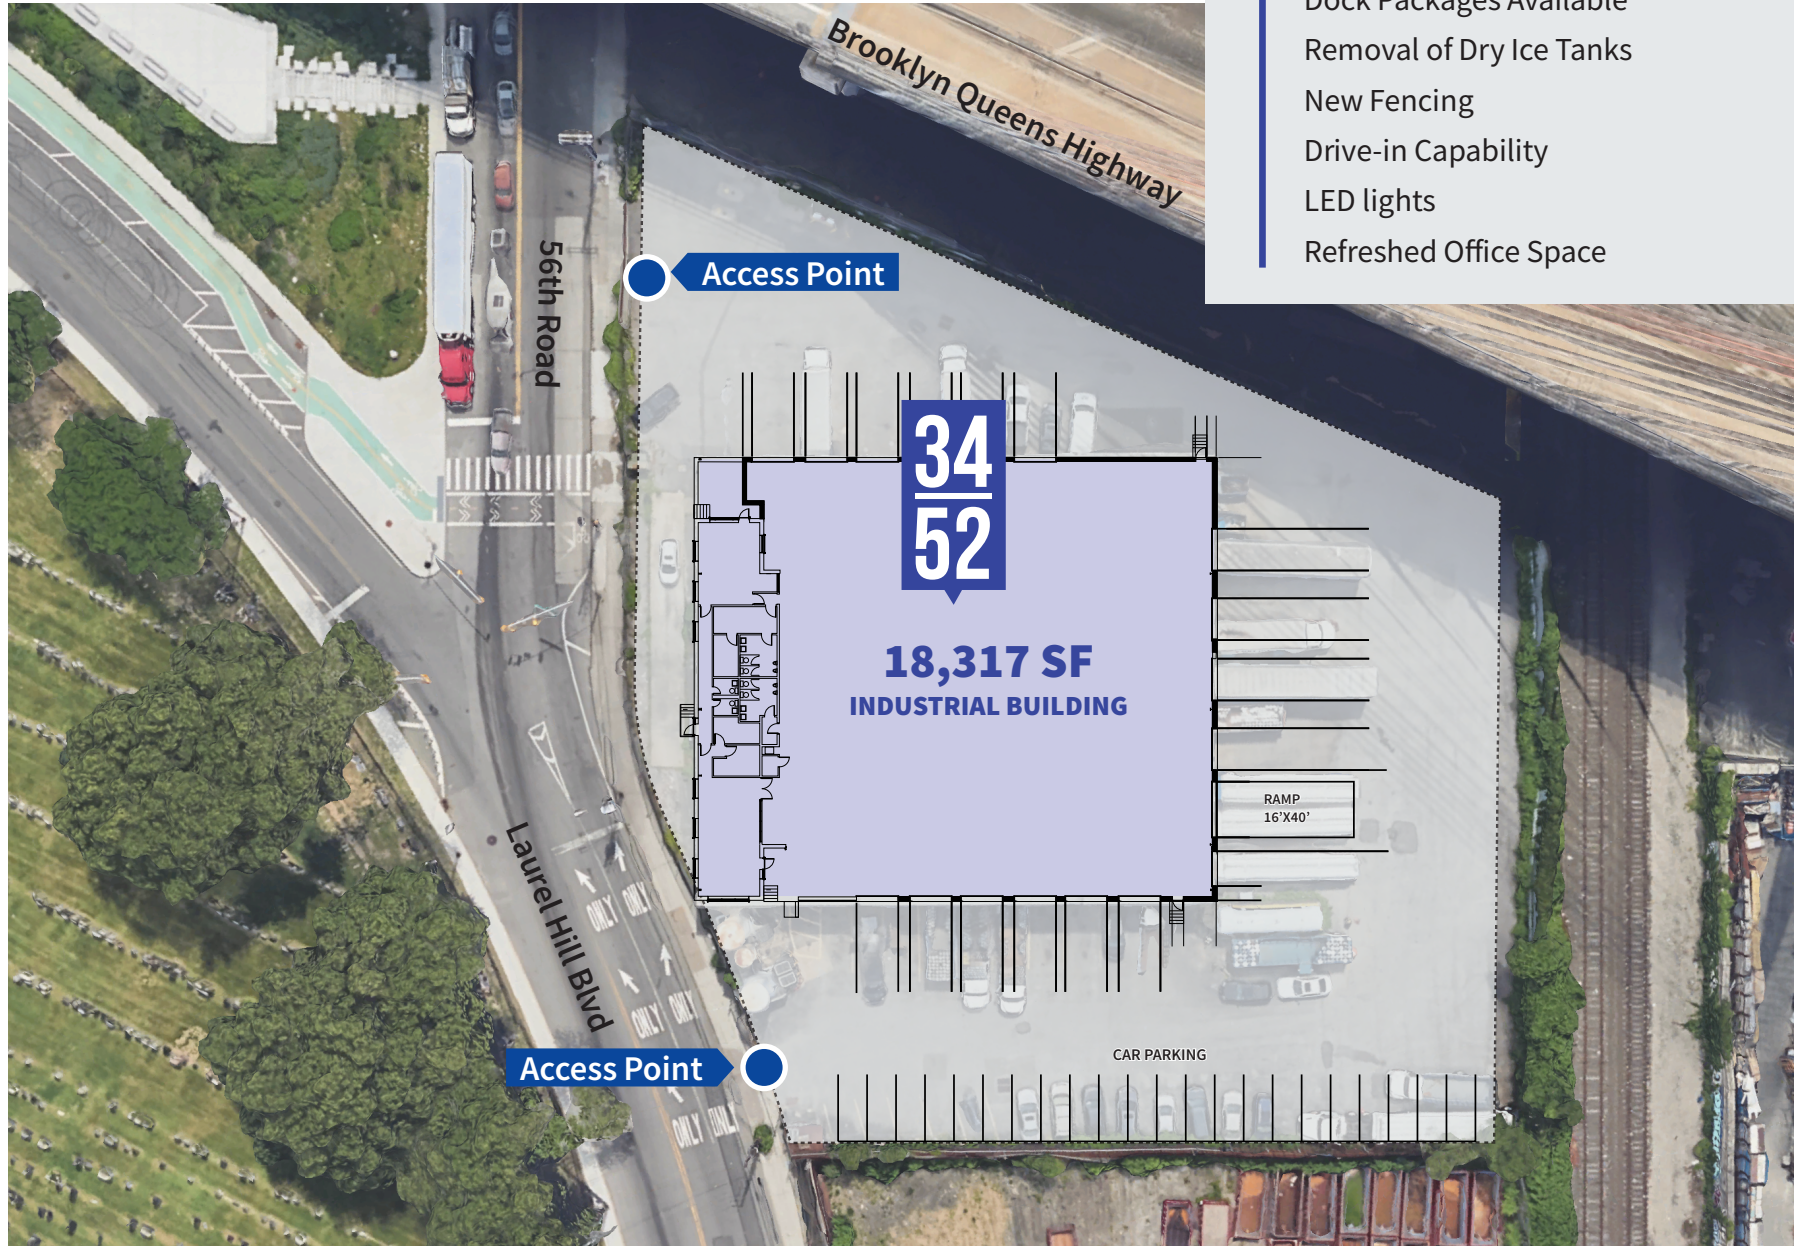 Dock Packages Available
Removal of Dry Ice Tanks
New Fencing
Drive-in Capability
LED lights
Refreshed Office Space
Brooklyn Queens Highway
56th Road
Access Point
34
52
18,317 SF
INDUSTRIAL BUILDING
RAMP
16'X40'
Laurel Hill Blvd
ONLY ONLY
ONLY ONLY
Access Point
CAR PARKING
ONLY ONLY